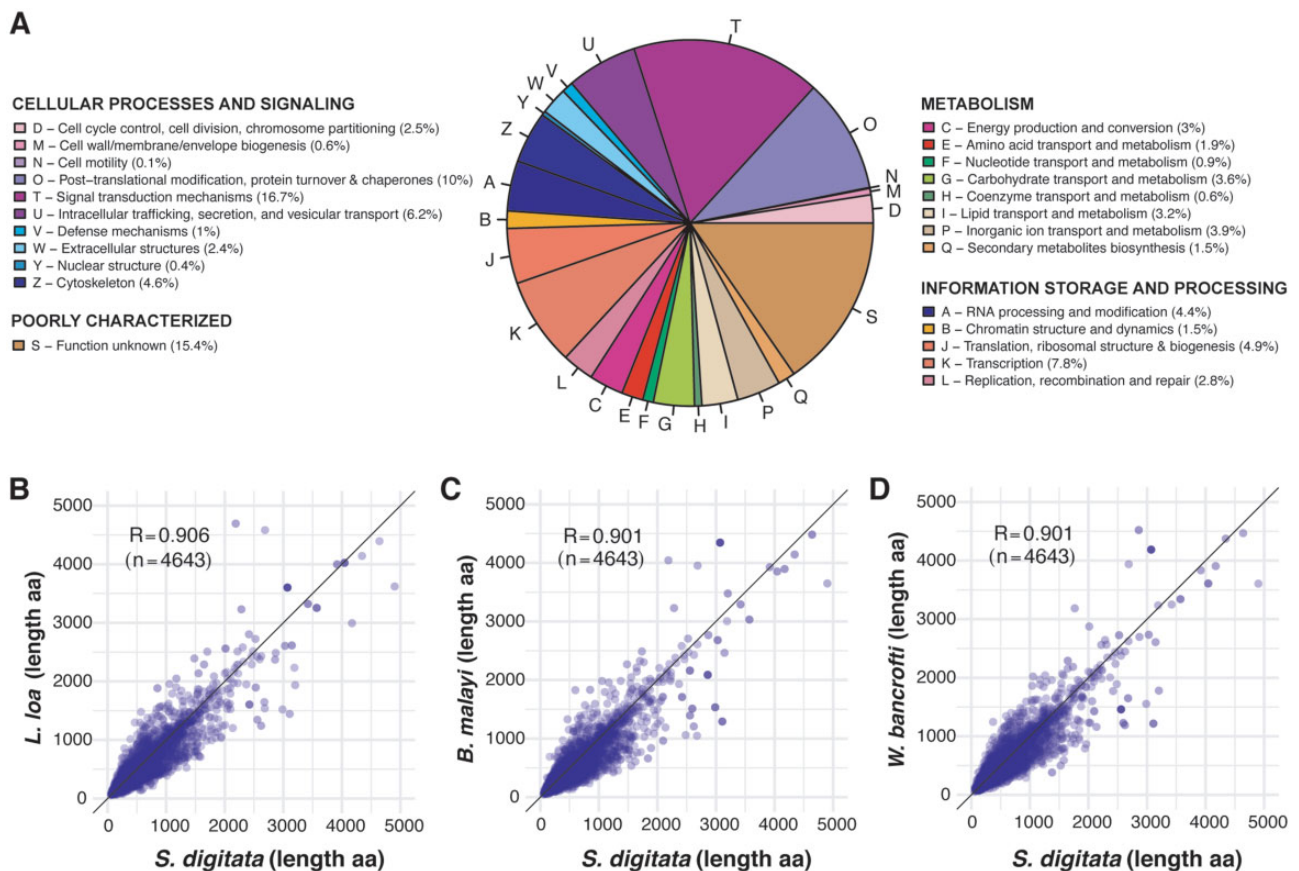 A
CELLULAR PROCESSES AND SIGNALING
D – Cell cycle control, cell division, chromosome partitioning (2.5%)
M – Cell wall/membrane/envelope biogenesis (0.6%)
N – Cell motility (0.1%)
O – Post–translational modification, protein turnover & chaperones (10%)
T – Signal transduction mechanisms (16.7%)
U – Intracellular trafficking, secretion, and vesicular transport (6.2%)
V – Defense mechanisms (1%)
W – Extracellular structures (2.4%)
Y – Nuclear structure (0.4%)
Z – Cytoskeleton (4.6%)
POORLY CHARACTERIZED
S – Function unknown (15.4%)
T
O
N
M
D
S
Q
P
I
H
G
F
E
C
L
K
J
B
A
Z
Y
W
V
U
METABOLISM
C – Energy production and conversion (3%)
E – Amino acid transport and metabolism (1.9%)
F – Nucleotide transport and metabolism (0.9%)
G – Carbohydrate transport and metabolism (3.6%)
H – Coenzyme transport and metabolism (0.6%)
I – Lipid transport and metabolism (3.2%)
P – Inorganic ion transport and metabolism (3.9%)
Q – Secondary metabolites biosynthesis (1.5%)
INFORMATION STORAGE AND PROCESSING
A – RNA processing and modification (4.4%)
B – Chromatin structure and dynamics (1.5%)
J – Translation, ribosomal structure & biogenesis (4.9%)
K – Transcription (7.8%)
L – Replication, recombination and repair (2.8%)
B
R=0.906
(n=4643)
L. loa (length aa)
5000
4000
3000
2000
1000
0
0 1000 2000 3000 4000 5000
S. digitata (length aa)
C
R=0.901
(n=4643)
B. malayi (length aa)
5000
4000
3000
2000
1000
0
0 1000 2000 3000 4000 5000
S. digitata (length aa)
D
R=0.901
(n=4643)
W. bancrofti (length aa)
5000
4000
3000
2000
1000
0
0 1000 2000 3000 4000 5000
S. digitata (length aa)